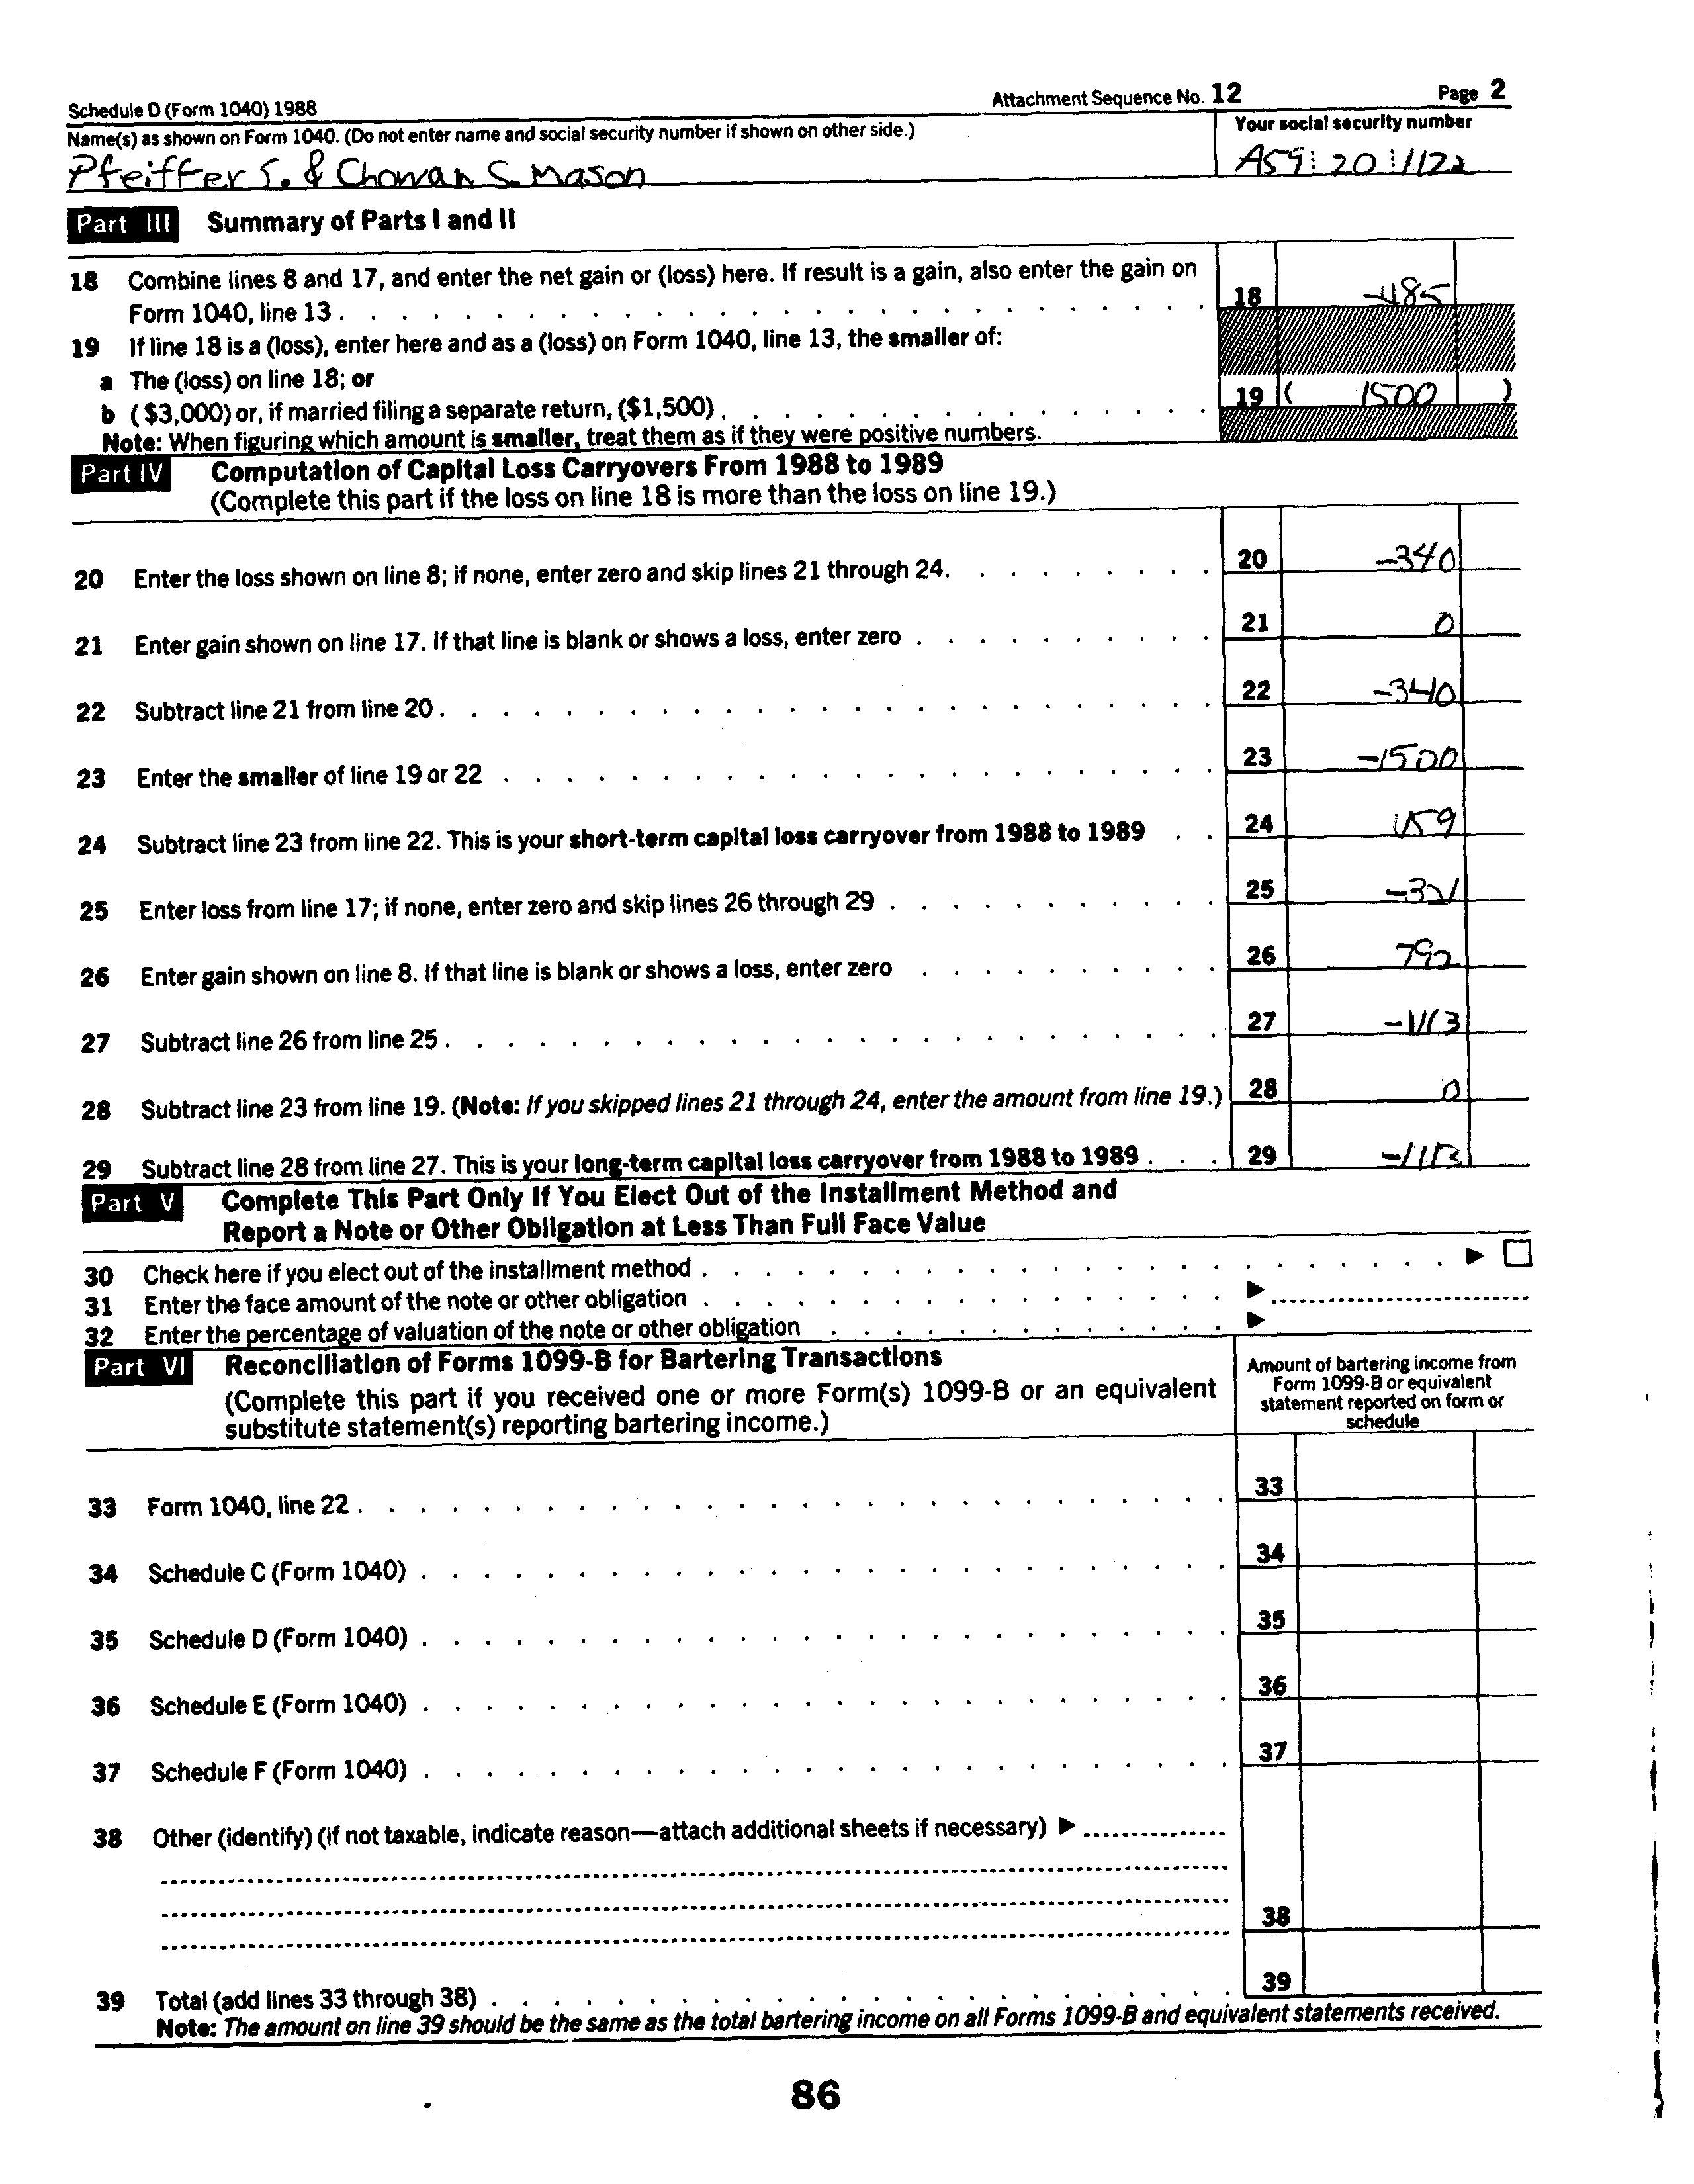 Schedule D (Form 1040) 1988 Attachment Sequence No. 12 Page 2
Name(s) as shown on Form 1040. (Do not enter name and social security number if shown on other side.) Your social security number
Pfeiffer S. & Chowan S. Mason A59 20 1122
Part III Summary of Parts I and II
18 Combine lines 8 and 17, and enter the net gain or (loss) here. If result is a gain, also enter the gain on
Form 1040, line 13 . 18 -485
19 If line 18 is a (loss), enter here and as a (loss) on Form 1040, line 13, the smaller of:
a The (loss) on line 18; or
b ($3,000) or, if married filing a separate return, ($1,500) . 19 ( 1500 )
Note: When figuring which amount is smaller, treat them as if they were positive numbers.
Part IV Computation of Capital Loss Carryovers From 1988 to 1989
(Complete this part if the loss on line 18 is more than the loss on line 19.)
20 Enter the loss shown on line 8; if none, enter zero and skip lines 21 through 24. 20 -340
21 Enter gain shown on line 17. If that line is blank or shows a loss, enter zero . 21 0
22 Subtract line 21 from line 20 . 22 -340
23 Enter the smaller of line 19 or 22 . 23 -1500
24 Subtract line 23 from line 22. This is your short-term capital loss carryover from 1988 to 1989 . 24
25 Enter loss from line 17; if none, enter zero and skip lines 26 through 29 . 25
26 Enter gain shown on line 8. If that line is blank or shows a loss, enter zero . 26 792
27 Subtract line 26 from line 25 . 27 -1113
28 Subtract line 23 from line 19. (Note: If you skipped lines 21 through 24, enter the amount from line 19.) 28 0
29 Subtract line 28 from line 27. This is your long-term capital loss carryover from 1988 to 1989 . 29 -1113
Part V Complete This Part Only If You Elect Out of the Installment Method and
Report a Note or Other Obligation at Less Than Full Face Value
30 Check here if you elect out of the installment method . ▶ ☐
31 Enter the face amount of the note or other obligation . ▶
32 Enter the percentage of valuation of the note or other obligation . ▶
Part VI Reconciliation of Forms 1099-B for Bartering Transactions
(Complete this part if you received one or more Form(s) 1099-B or an equivalent
substitute statement(s) reporting bartering income.)
Amount of bartering income from
Form 1099-B or equivalent
statement reported on form or
schedule
33 Form 1040, line 22 . 33
34 Schedule C (Form 1040) . 34
35 Schedule D (Form 1040) . 35
36 Schedule E (Form 1040) . 36
37 Schedule F (Form 1040) . 37
38 Other (identify) (if not taxable, indicate reason—attach additional sheets if necessary) ▶
38
39 Total (add lines 33 through 38) . 39
Note: The amount on line 39 should be the same as the total bartering income on all Forms 1099-B and equivalent statements received.
86